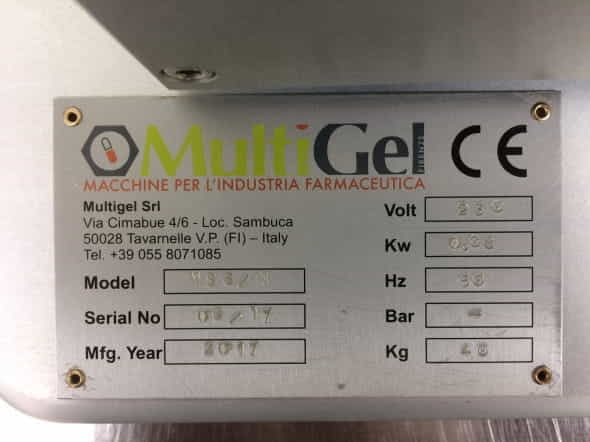 MultiGel
FIRENZE
CE
MACCHINE PER L'INDUSTRIA FARMACEUTICA
Multigel Srl
Via Cimabue 4/6 - Loc. Sambuca
50028 Tavarnelle V.P. (FI) – Italy
Tel. +39 055 8071085
Model
Serial No
Mfg. Year 2017
Volt
Kw
Hz
Bar
Kg